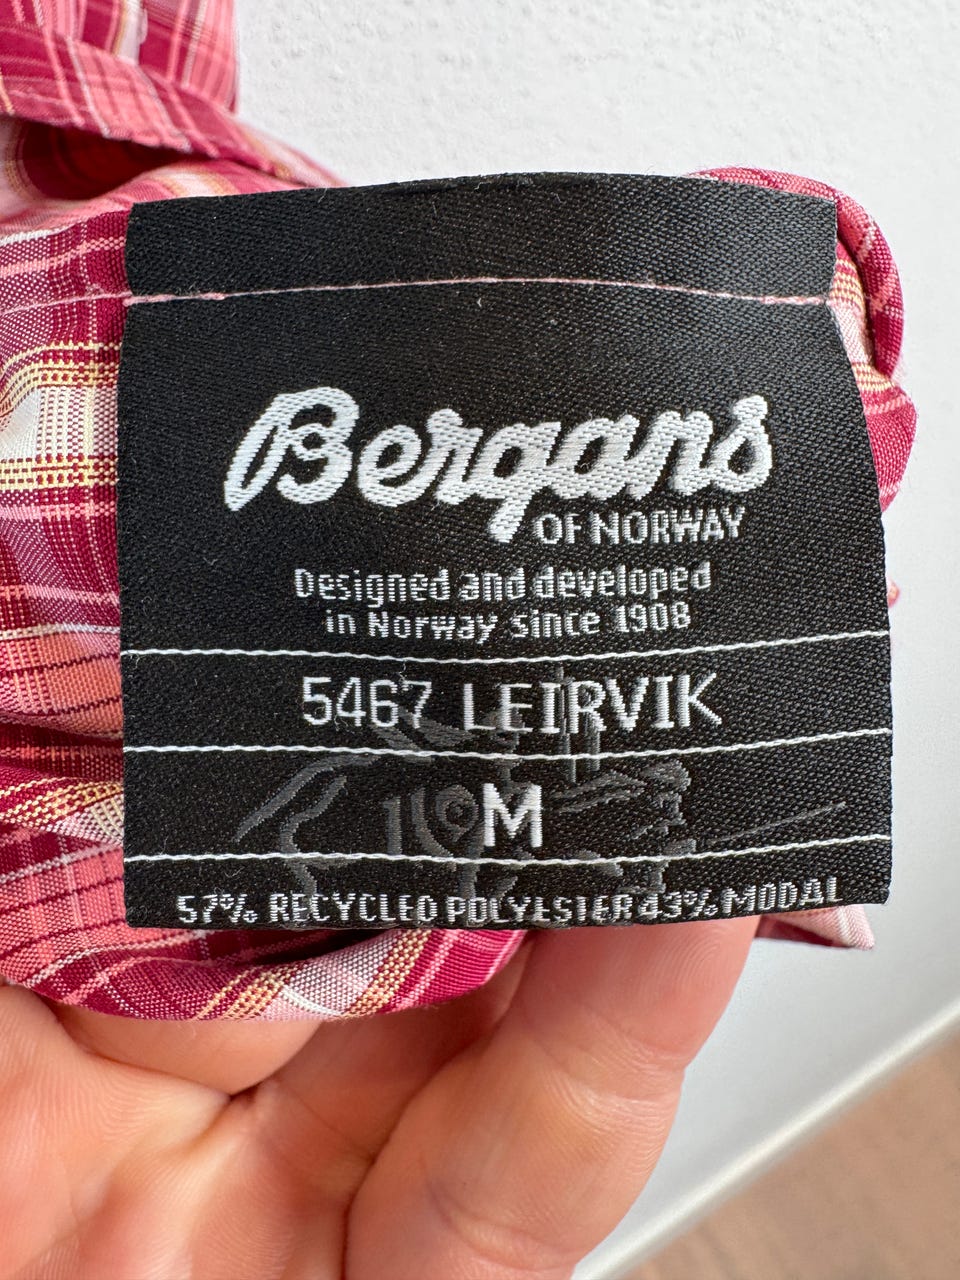 Bergans
OF NORWAY
Designed and developed
in Norway since 1908
5467 LEIRVIK
M
57% RECYCLED POLYESTER 43% MODAL